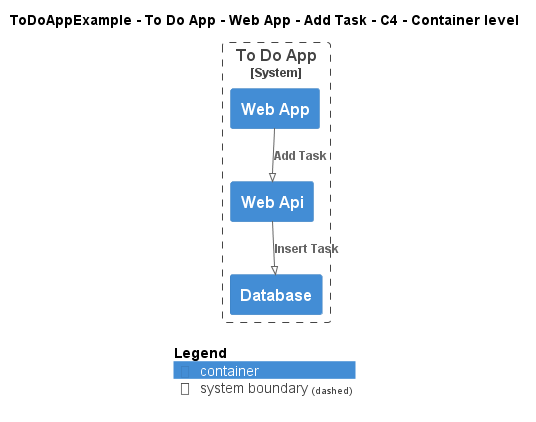 ToDoAppExample - To Do App - Web App - Add Task - C4 - Container level
To Do App
[System]
Web App
Add Task
Web Api
Insert Task
Database
Legend
container
system boundary (dashed)